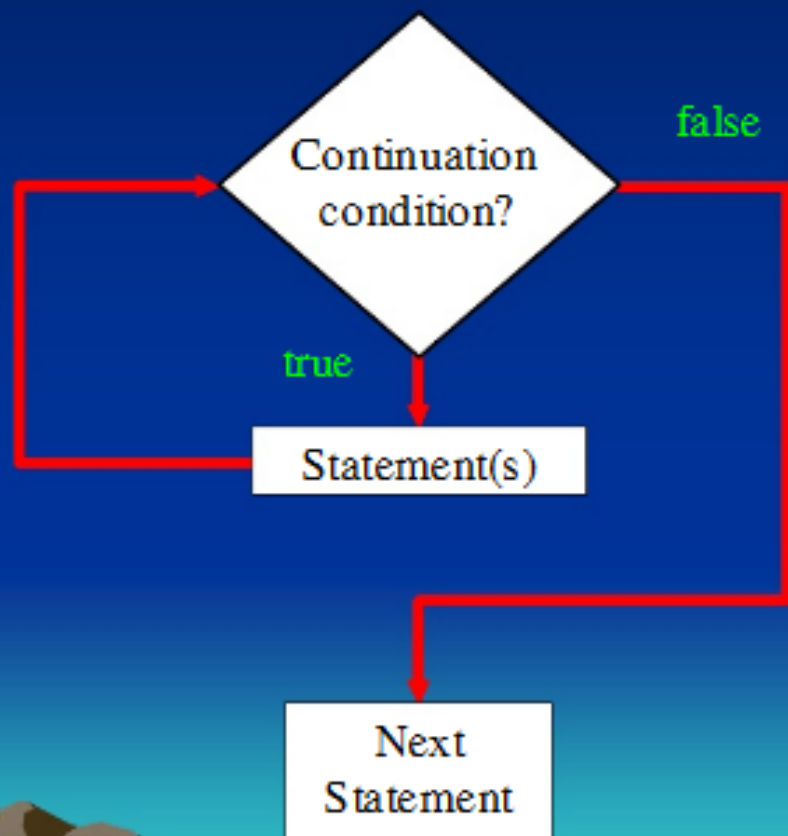 Continuation
condition?
false
true
Statement(s)
Next
Statement